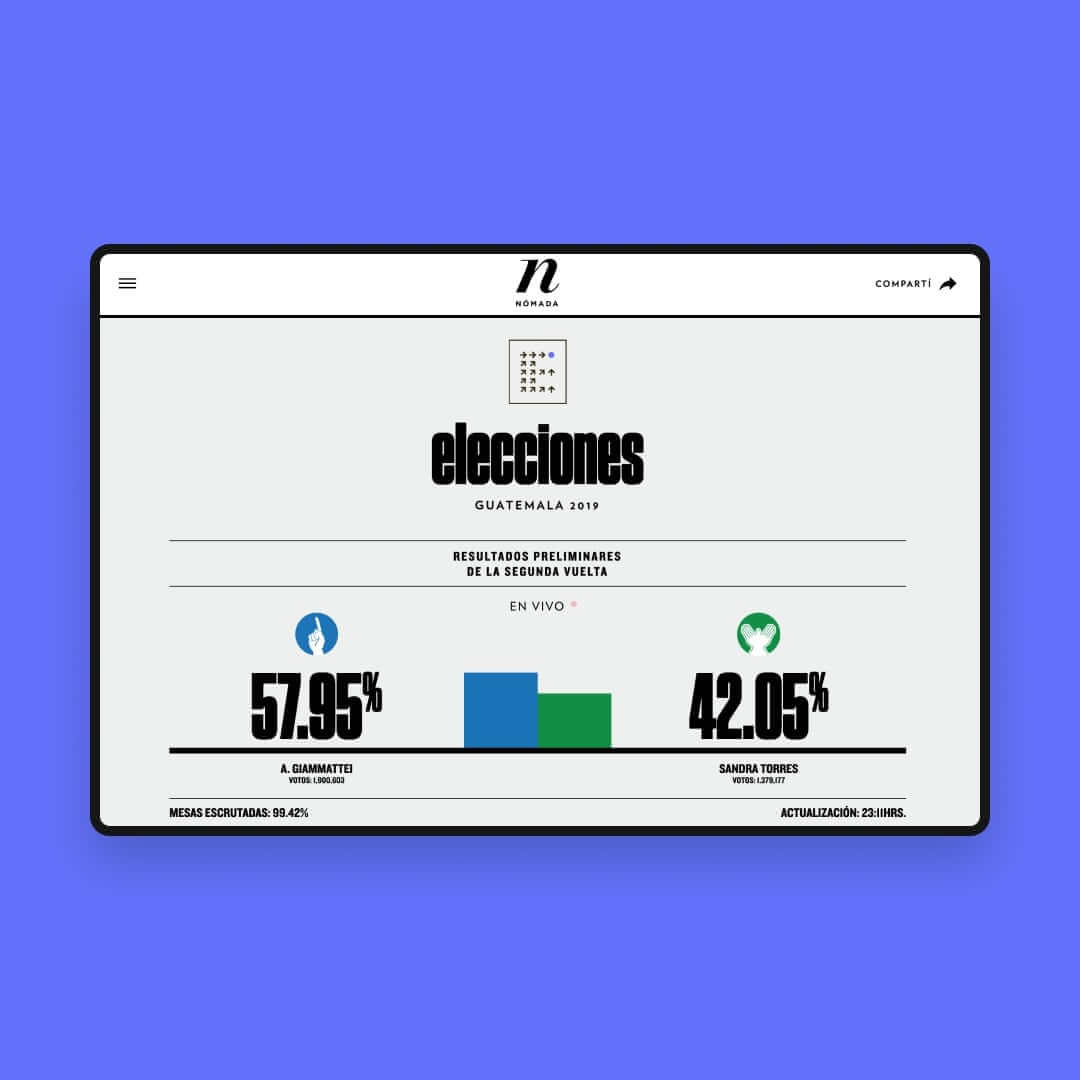 n
NÓMADA
COMPARTÍ
elecciones
GUATEMALA 2019
RESULTADOS PRELIMINARES
DE LA SEGUNDA VUELTA
EN VIVO
57.95%
42.05%
A. GIAMMATTEI
VOTOS: 1,900,603
SANDRA TORRES
VOTOS: 1,379,177
MESAS ESCRUTADAS: 99.42%
ACTUALIZACIÓN: 23:11HRS.